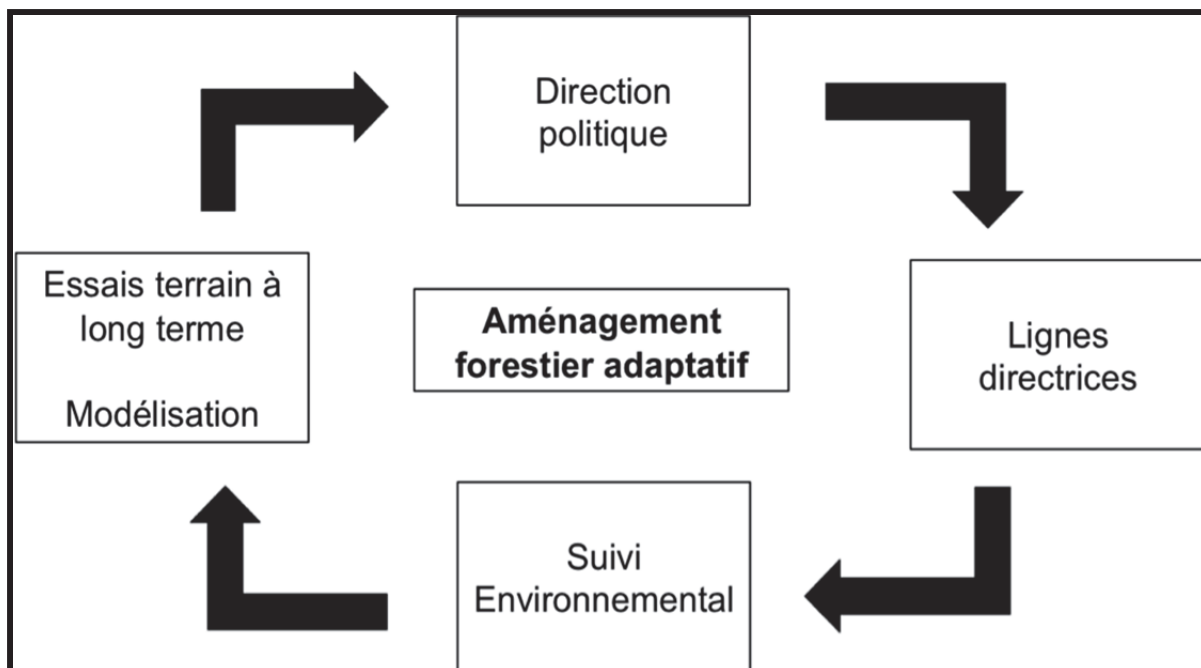 Direction
politique
Essais terrain à
long terme
Modélisation
Aménagement
forestier adaptatif
Lignes
directrices
Suivi
Environnemental